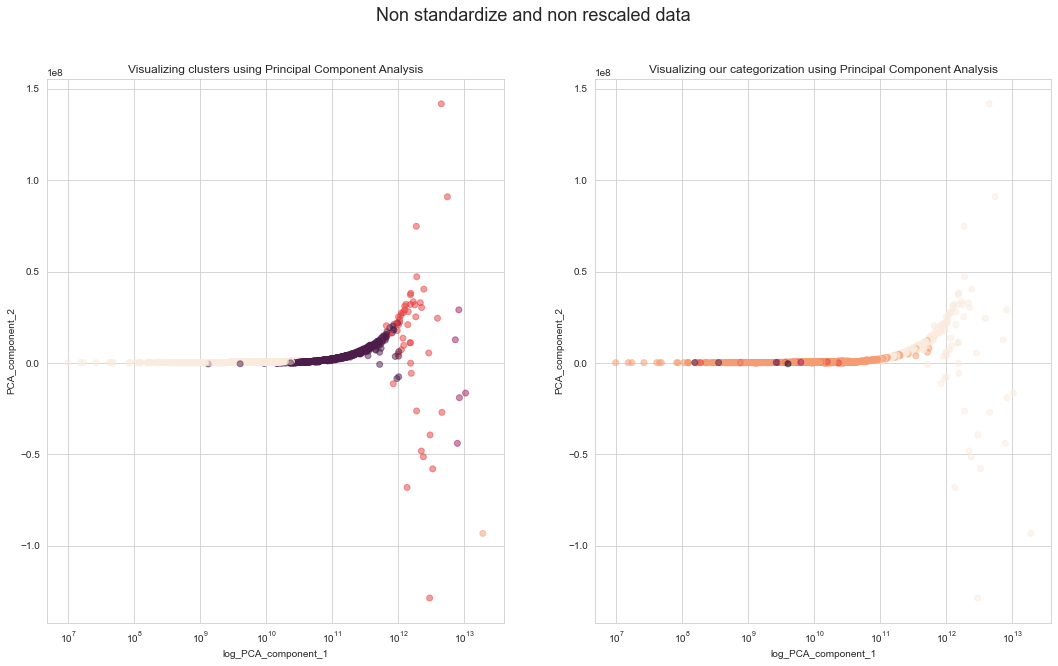 Non standardize and non rescaled data
Visualizing clusters using Principal Component Analysis
1e8
1.5
1.0
0.5
0.0
−0.5
−1.0
PCA_component_2
10^7 10^8 10^9 10^10 10^11 10^12 10^13
log_PCA_component_1
Visualizing our categorization using Principal Component Analysis
1e8
1.5
1.0
0.5
0.0
−0.5
−1.0
PCA_component_2
10^7 10^8 10^9 10^10 10^11 10^12 10^13
log_PCA_component_1